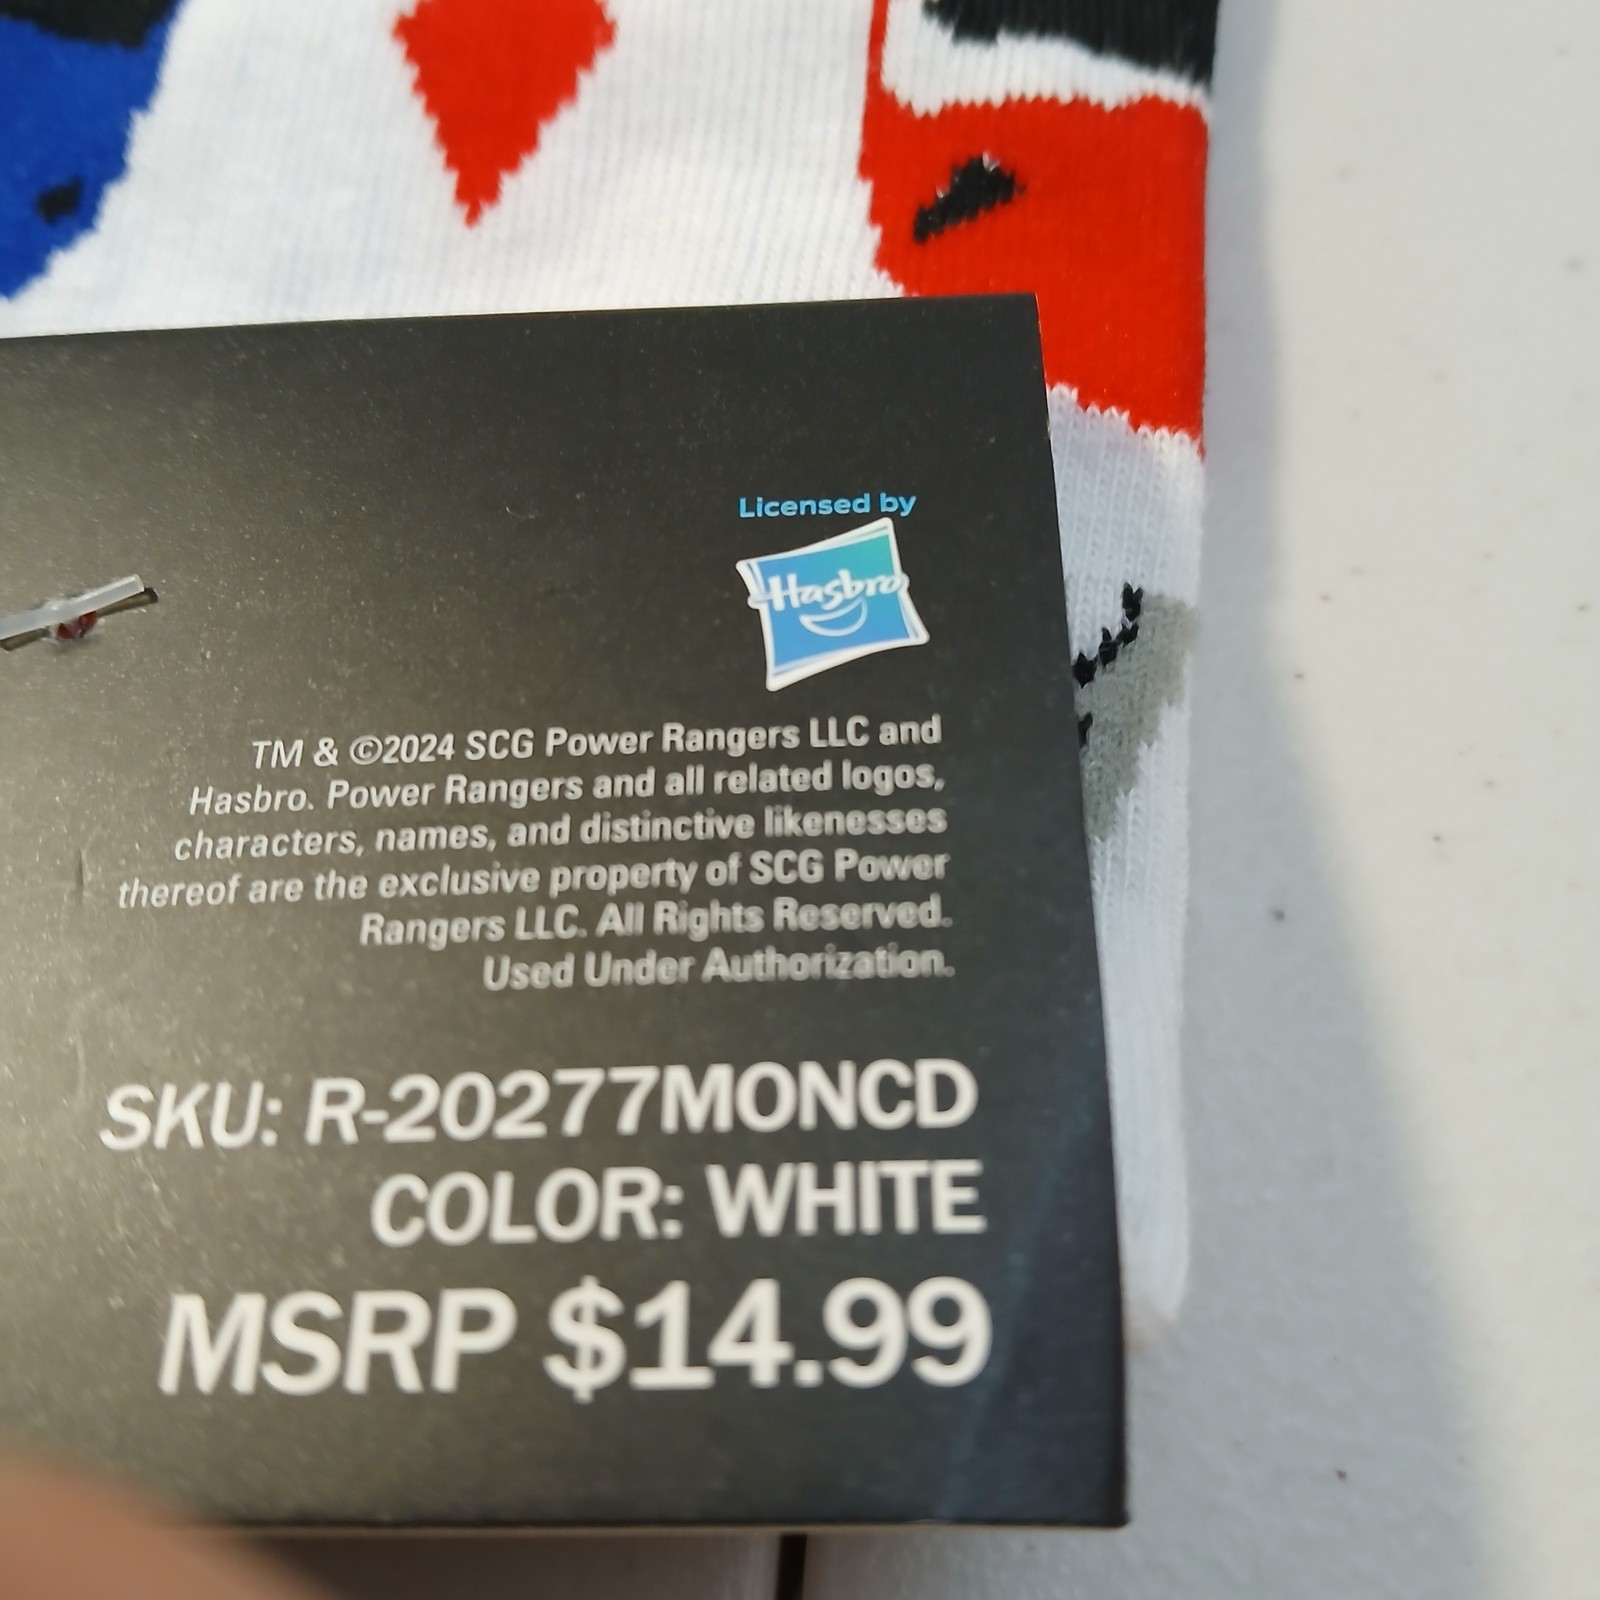 Licensed by
Hasbro
TM & ©2024 SCG Power Rangers LLC and
Hasbro. Power Rangers and all related logos,
characters, names, and distinctive likenesses
thereof are the exclusive property of SCG Power
Rangers LLC. All Rights Reserved.
Used Under Authorization.
SKU: R-20277MONCD
COLOR: WHITE
MSRP $14.99